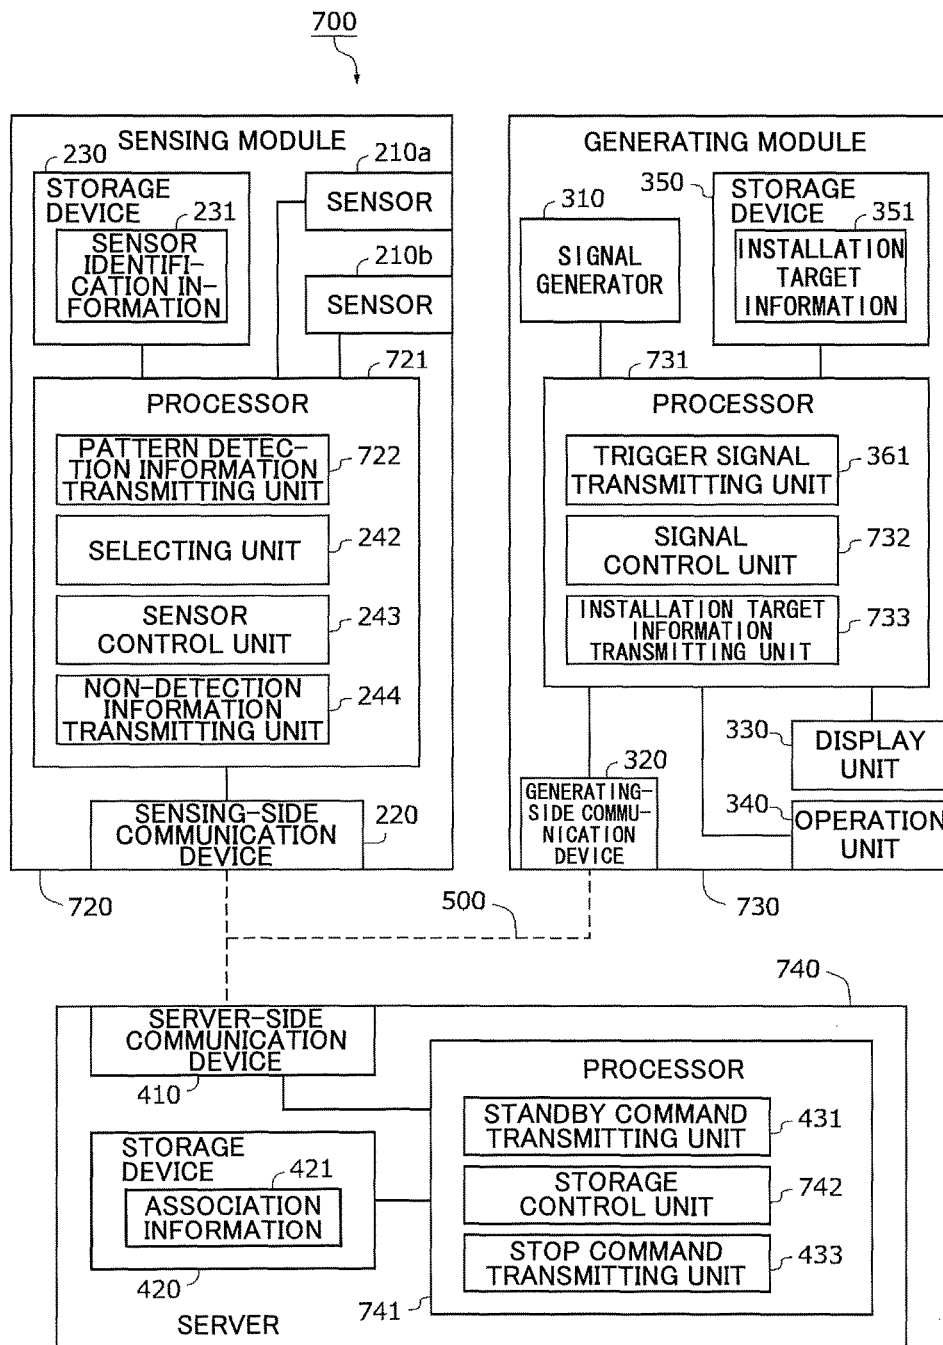 700
SENSING MODULE
230
STORAGE
DEVICE
231
SENSOR
IDENTIFI-
CATION IN-
FORMATION
210a
SENSOR
210b
SENSOR
721
PROCESSOR
PATTERN DETEC-
TION INFORMATION
TRANSMITTING UNIT
722
SELECTING UNIT
242
SENSOR
CONTROL UNIT
243
NON-DETECTION
INFORMATION
TRANSMITTING UNIT
244
SENSING-SIDE
COMMUNICATION
DEVICE
220
720
GENERATING MODULE
310
SIGNAL
GENERATOR
350
STORAGE
DEVICE
351
INSTALLATION
TARGET
INFORMATION
731
PROCESSOR
TRIGGER SIGNAL
TRANSMITTING UNIT
361
SIGNAL
CONTROL UNIT
732
INSTALLATION TARGET
INFORMATION
TRANSMITTING UNIT
733
330
DISPLAY
UNIT
320
GENERATING-
SIDE COMMU-
NICATION
DEVICE
340
OPERATION
UNIT
730
500
740
SERVER-SIDE
COMMUNICATION
DEVICE
410
STORAGE
DEVICE
421
ASSOCIATION
INFORMATION
420
PROCESSOR
STANDBY COMMAND
TRANSMITTING UNIT
431
STORAGE
CONTROL UNIT
742
STOP COMMAND
TRANSMITTING UNIT
433
741
SERVER